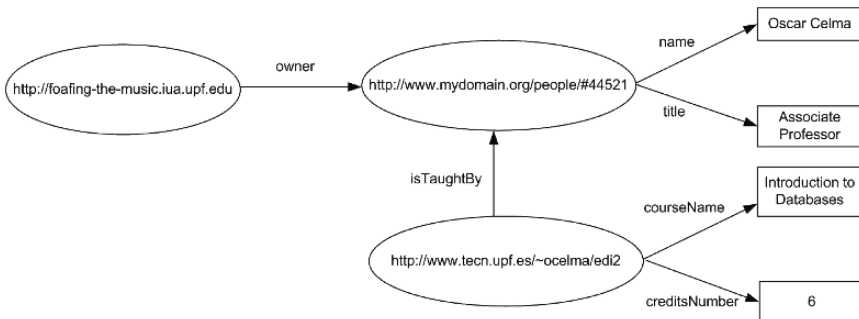 Oscar Celma
name
owner
http://foafing-the-music.iua.upf.edu
http://www.mydomain.org/people/#44521
title
Associate
Professor
isTaughtBy
Introduction to
Databases
courseName
http://www.tecn.upf.es/~ocelma/edi2
creditsNumber
6